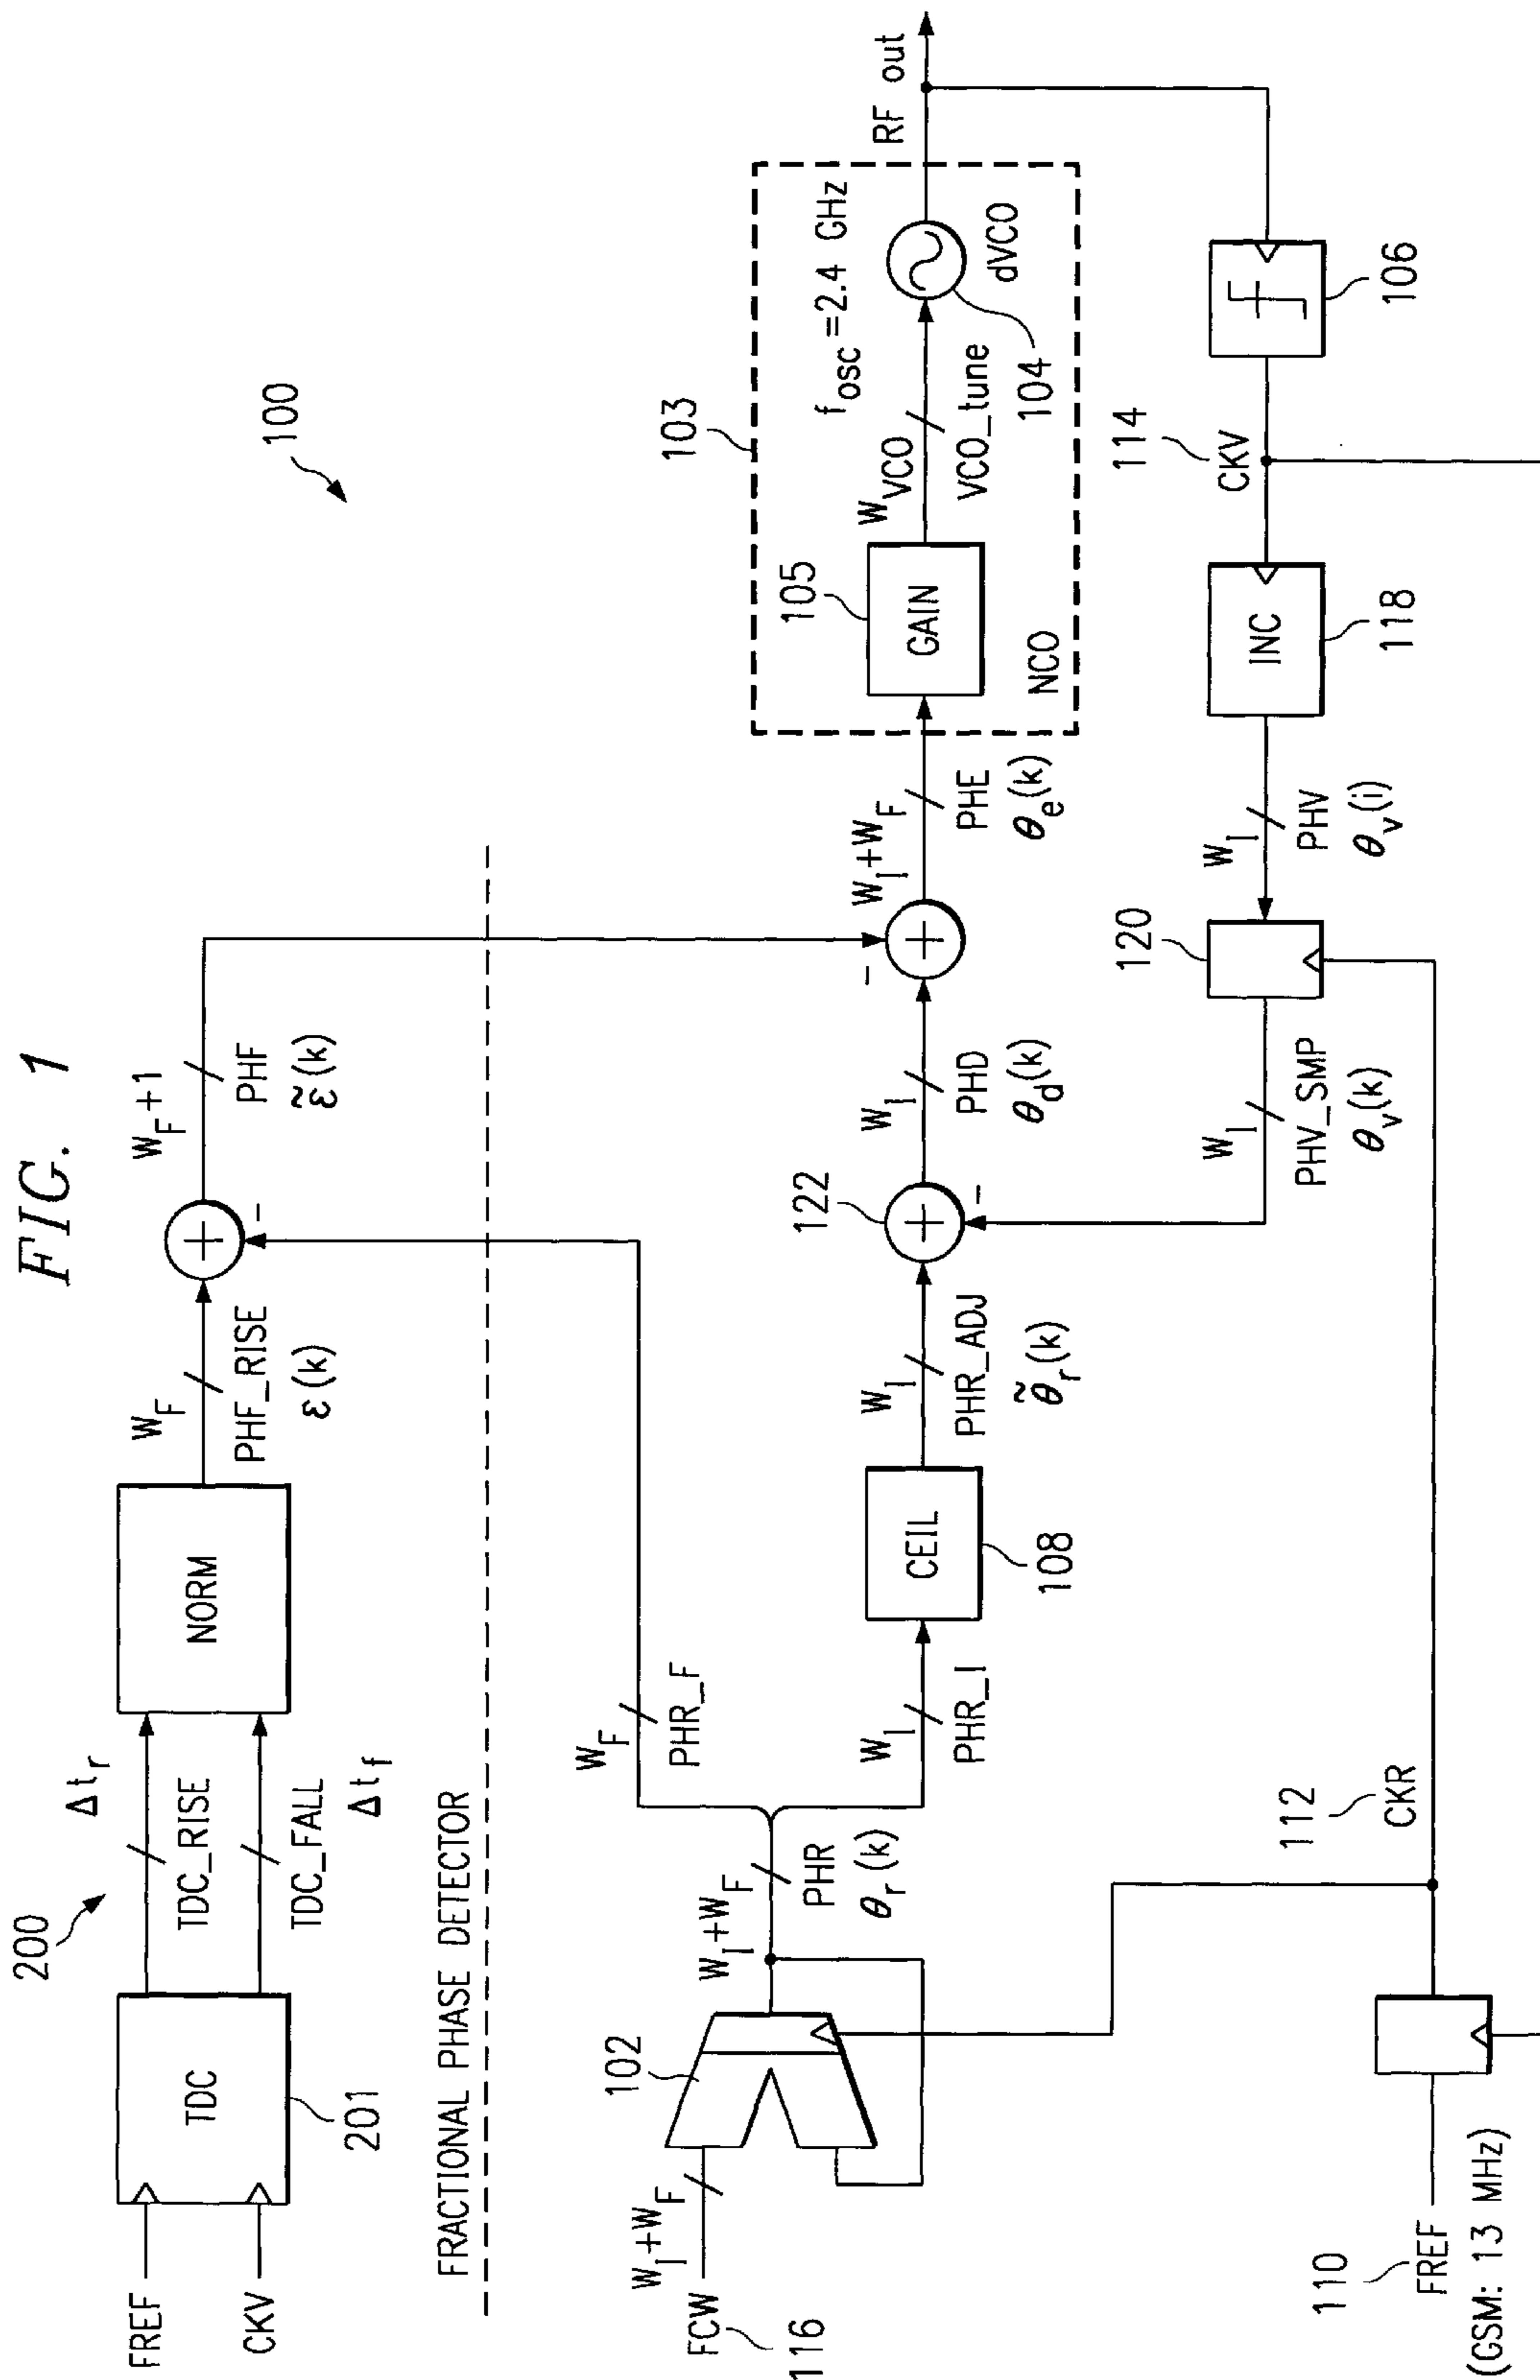 FIG. 1
100
200
FREF
CKV
TDC
201
Δt_r
TDC_RISE
TDC_FALL
Δt_f
NORM
W_F
PHF_RISE
ε(k)
+
-
W_F+1
PHF
ε̃(k)
FRACTIONAL PHASE DETECTOR
W_I+W_F
FCW
116
102
W_I+W_F
PHR
θ_r(k)
W_F
PHR_F
W_I
PHR_I
CEIL
108
W_I
PHR_ADJ
θ̃_r(k)
122
+
-
W_I
PHD
θ_d(k)
+
-
W_I+W_F
PHE
θ_e(k)
103
105
GAIN
NCO
W_VCO
VCO_tune
f_osc=2.4 GHz
104
dVCO
RF out
106
114
CKV
INC
118
W_I
PHV
θ_v(i)
120
W_I
PHV_SMP
θ_v(k)
112
CKR
110
FREF
(GSM: 13 MHz)